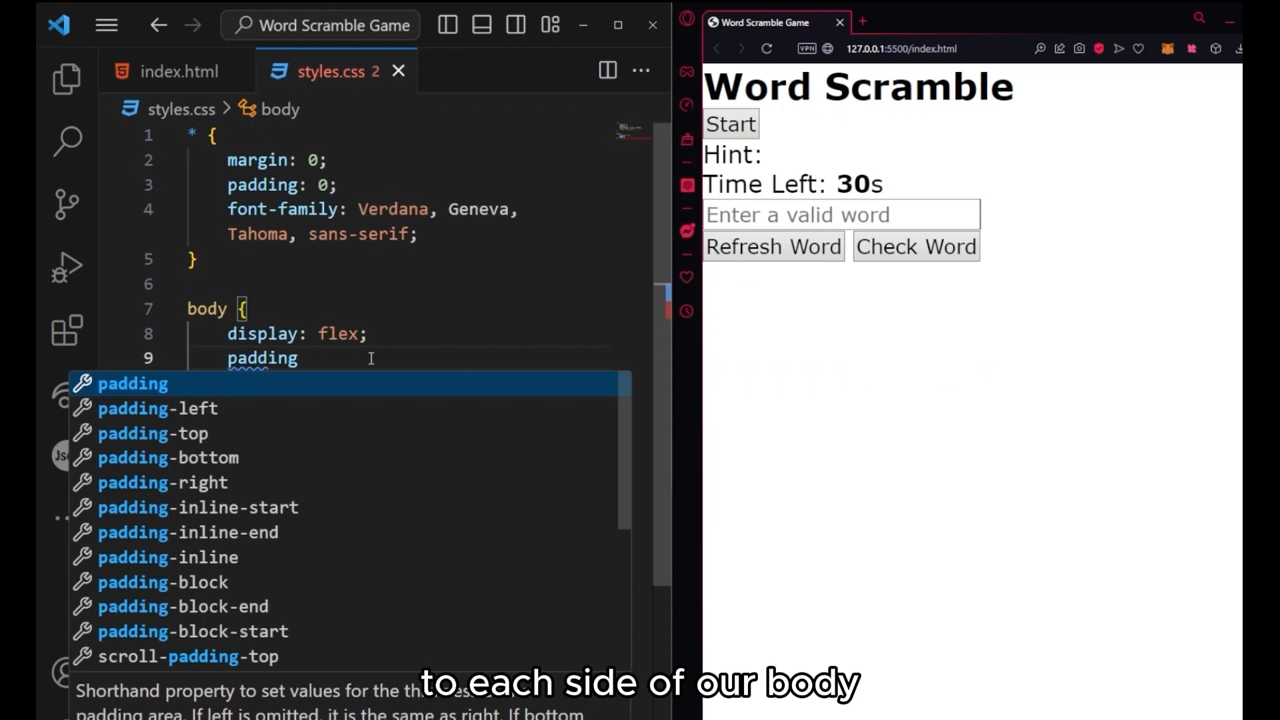 Word Scramble Game
index.html
styles.css 2
styles.css > body
1 * {
2 margin: 0;
3 padding: 0;
4 font-family: Verdana, Geneva,
Tahoma, sans-serif;
5 }
6
7 body {
8 display: flex;
9 padding
padding
padding-left
padding-top
padding-bottom
padding-right
padding-inline-start
padding-inline-end
padding-inline
padding-block
padding-block-end
padding-block-start
scroll-padding-top
Shorthand property to set values for the
padding area. If left is omitted, it is the same as right. If bottom
Word Scramble Game
VPN 127.0.0.1:5500/index.html
Word Scramble
Start
Hint:
Time Left: 30s
Enter a valid word
Refresh Word Check Word
to each side of our body